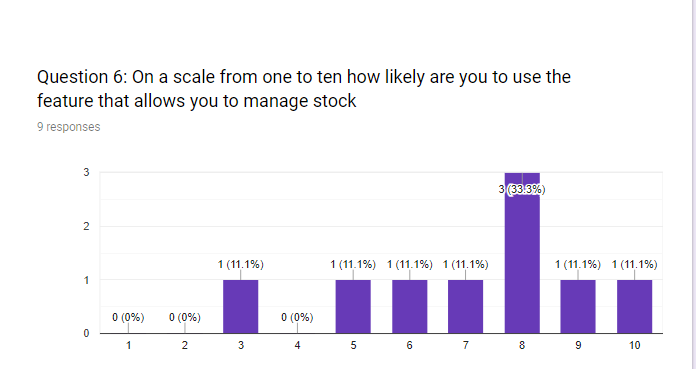 Question 6: On a scale from one to ten how likely are you to use the
feature that allows you to manage stock
9 responses
3
3 (33.3%)
2
1 (11.1%) 1 (11.1%) 1 (11.1%) 1 (11.1%) 1 (11.1%) 1 (11.1%)
1
0 (0%) 0 (0%) 0 (0%)
0
1 2 3 4 5 6 7 8 9 10